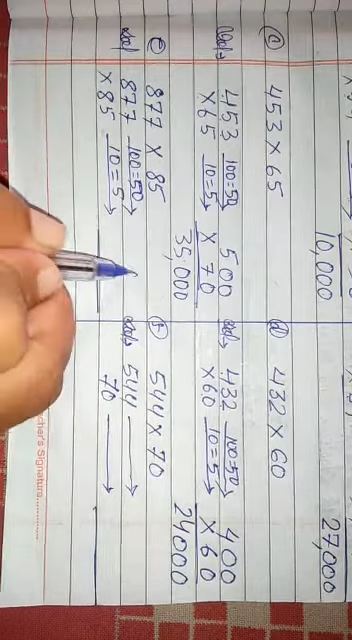 10,000 27,000
(c) 453 × 65 (d) 432 × 60
Sol: 453 100=50→ 500 Sol: 432 100=50→ 400
× 65 10=5→ × 70 × 60 10=5→ × 60
35,000 24000
(e) 877 × 85 (f) 544 × 70
Sol 877 100=50→ Sol: 544 →
× 85 10=5→ 70 →
cher's Signature...........